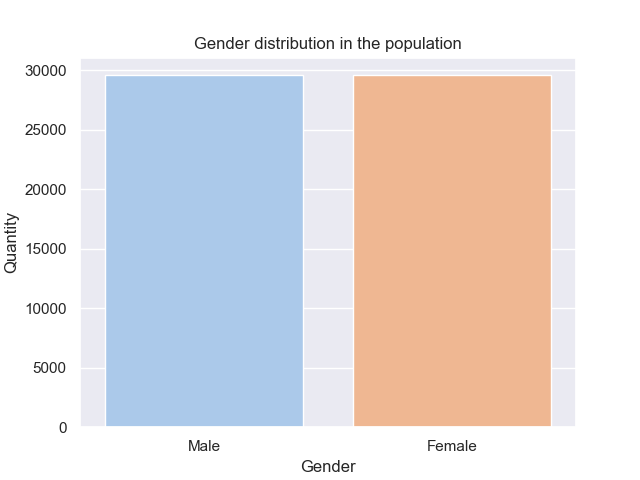 Gender distribution in the population
30000
25000
20000
15000
10000
5000
0
Quantity
Male
Female
Gender